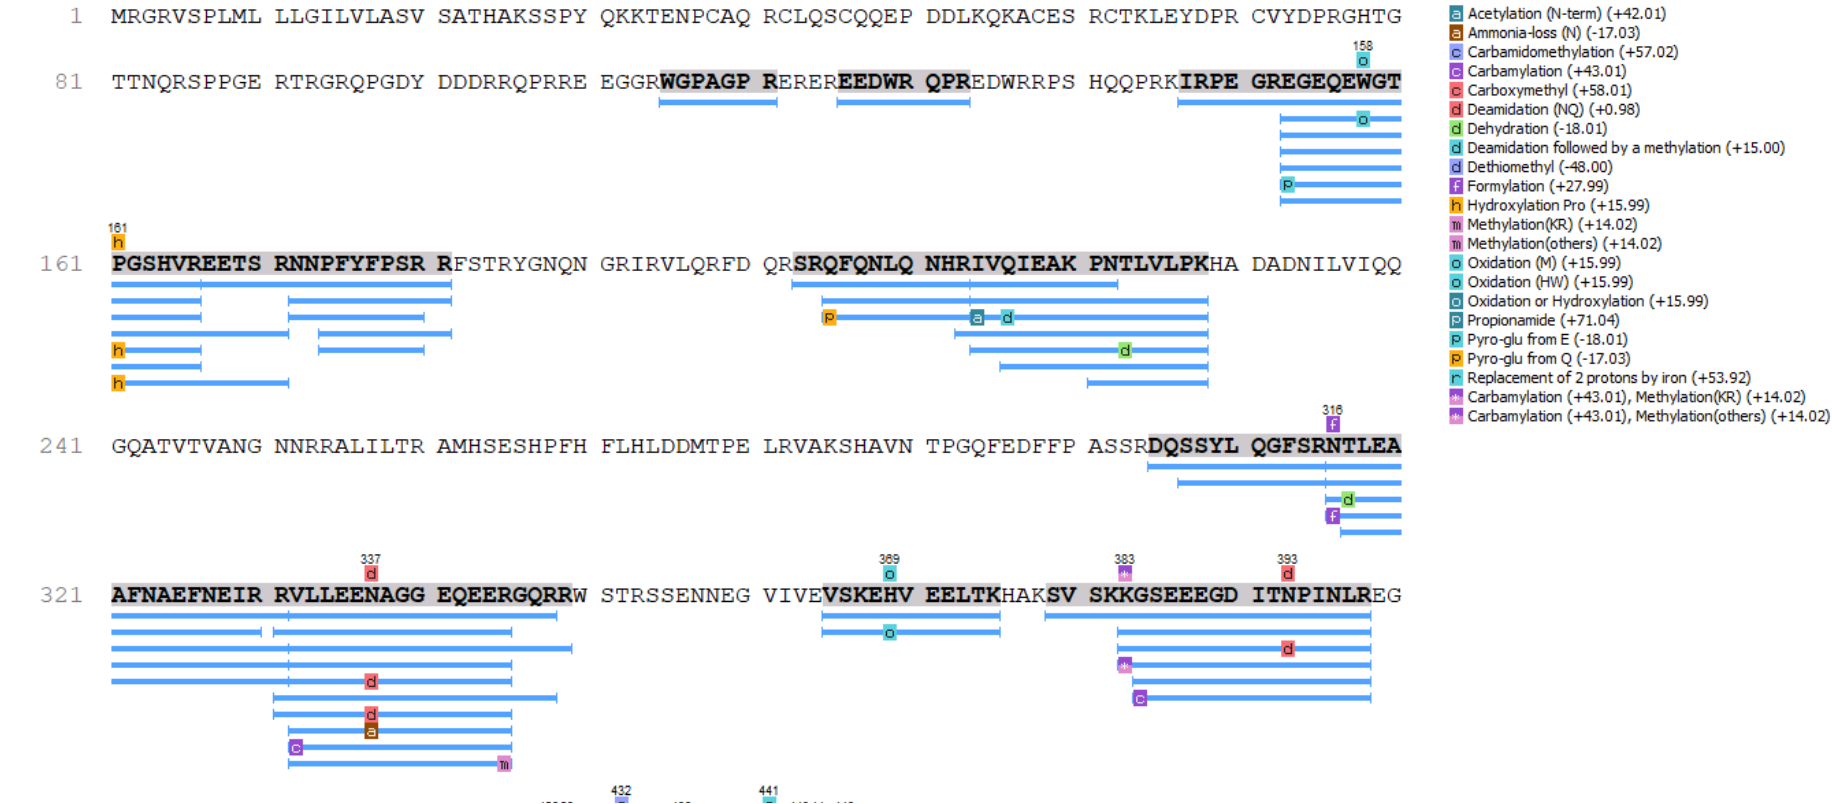 1 MRGRVSPLML LLGILVLASV SATHAKSSPY QKKTENPCAQ RCLQSCQQEP DDLKQKACES RCTKLEYDPR CVYDPRGHTG
158
o
81 TTNQRSPPGE RTRGRQPGDY DDDRRQPRRE EGGRWGPAGP REREREEDWR QPREDWRRPS HQQPRKIRPE GREGEQEWGT
o
p
161
h
161 PGSHVREETS RNNPFYFPSR RFSTRYGNQN GRIRVLQRFD QRSRQFQNLQ NHRIVQIEAK PNTLVLPKHA DADNILVIQQ
p a d
h d
h
316
f
241 GQATVTVANG NNRRALILTR AMHSESHPFH FLHLDDMTPE LRVAKSHAVN TPGQFEDFFP ASSRDQSSYL QGFSRNTLEA
d
f
337 369 383 393
d o * d
321 AFNAEFNEIR RVLLEENAGG EQEERGQRRW STRSSENNEG VIVEVSKEHV EELTKHAKSV SKKGSEEEGD ITNPINLREG
o
d
*
d
c
d
a
c
m
432 441
a Acetylation (N-term) (+42.01)
a Ammonia-loss (N) (-17.03)
c Carbamidomethylation (+57.02)
c Carbamylation (+43.01)
c Carboxymethyl (+58.01)
d Deamidation (NQ) (+0.98)
d Dehydration (-18.01)
d Deamidation followed by a methylation (+15.00)
d Dethiomethyl (-48.00)
f Formylation (+27.99)
h Hydroxylation Pro (+15.99)
m Methylation(KR) (+14.02)
m Methylation(others) (+14.02)
o Oxidation (M) (+15.99)
o Oxidation (HW) (+15.99)
o Oxidation or Hydroxylation (+15.99)
p Propionamide (+71.04)
p Pyro-glu from E (-18.01)
p Pyro-glu from Q (-17.03)
r Replacement of 2 protons by iron (+53.92)
* Carbamylation (+43.01), Methylation(KR) (+14.02)
* Carbamylation (+43.01), Methylation(others) (+14.02)